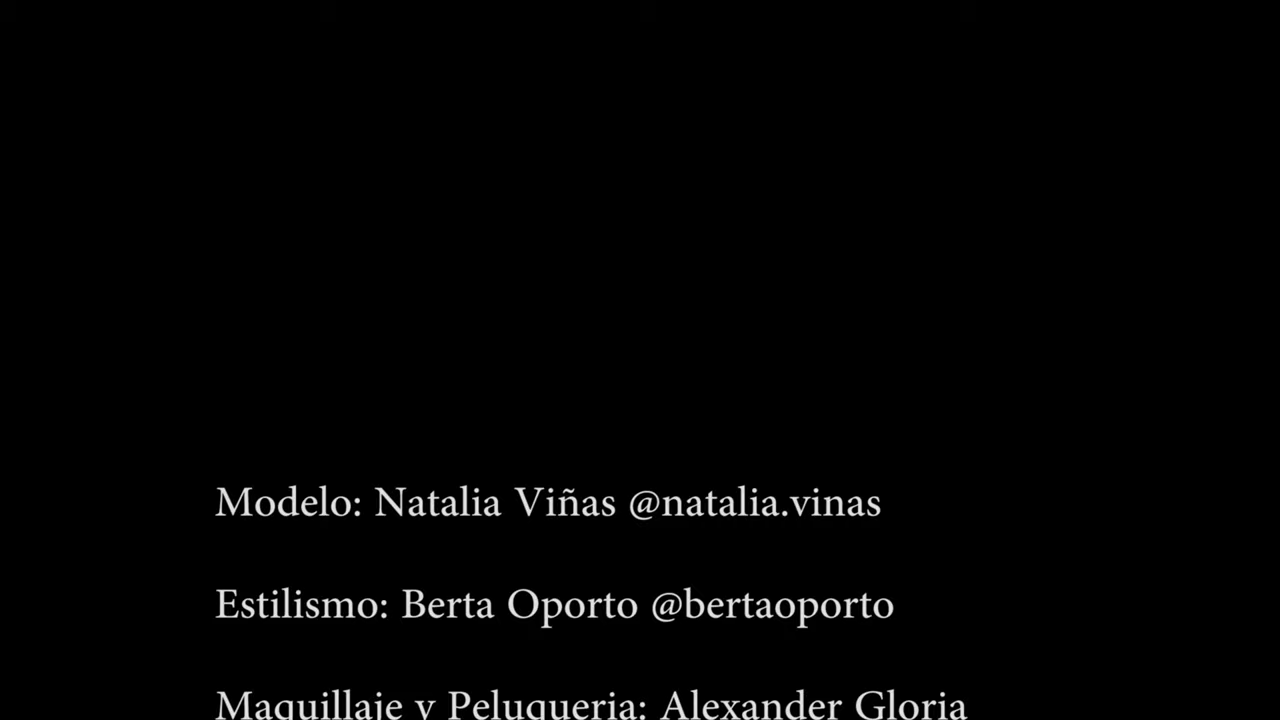 Modelo: Natalia Viñas @natalia.vinas
Estilismo: Berta Oporto @bertaoporto
Maquillaje y Peluqueria: Alexander Gloria